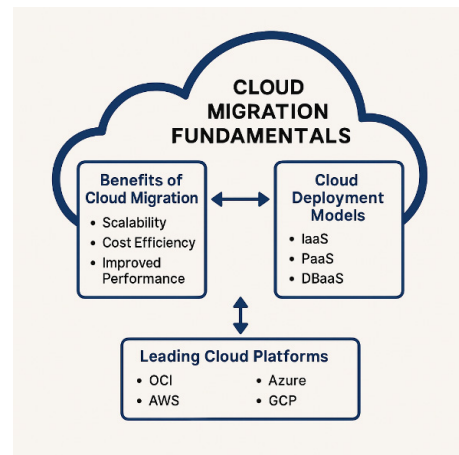 CLOUD
MIGRATION
FUNDAMENTALS
Benefits of
Cloud Migration
• Scalability
• Cost Efficiency
• Improved
Performance
Cloud
Deployment
Models
• IaaS
• PaaS
• DBaaS
Leading Cloud Platforms
• OCI
• AWS
• Azure
• GCP